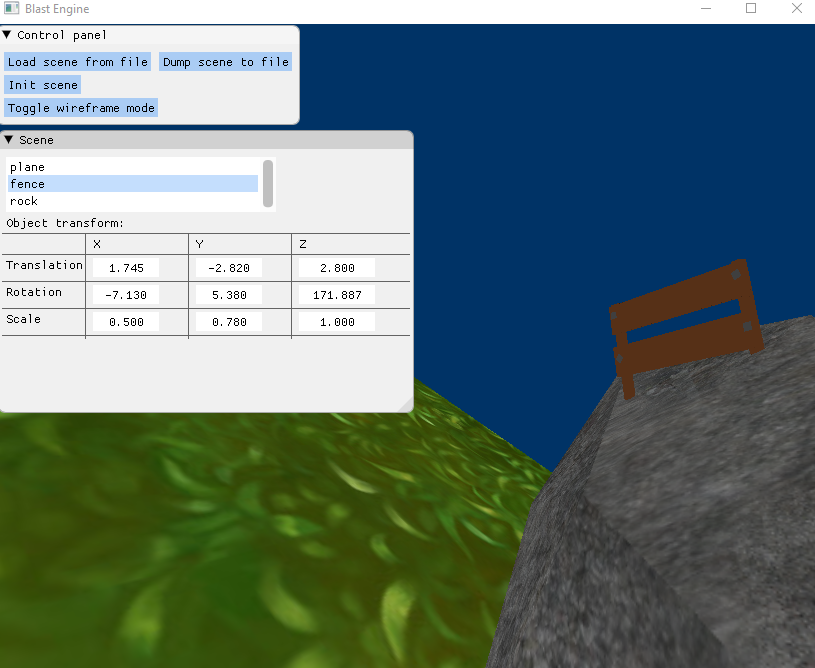 Blast Engine
Control panel
Load scene from file Dump scene to file
Init scene
Toggle wireframe mode
Scene
plane
fence
rock
Object transform:
X Y Z
Translation 1.745 -2.820 2.800
Rotation -7.130 5.380 171.887
Scale 0.500 0.780 1.000